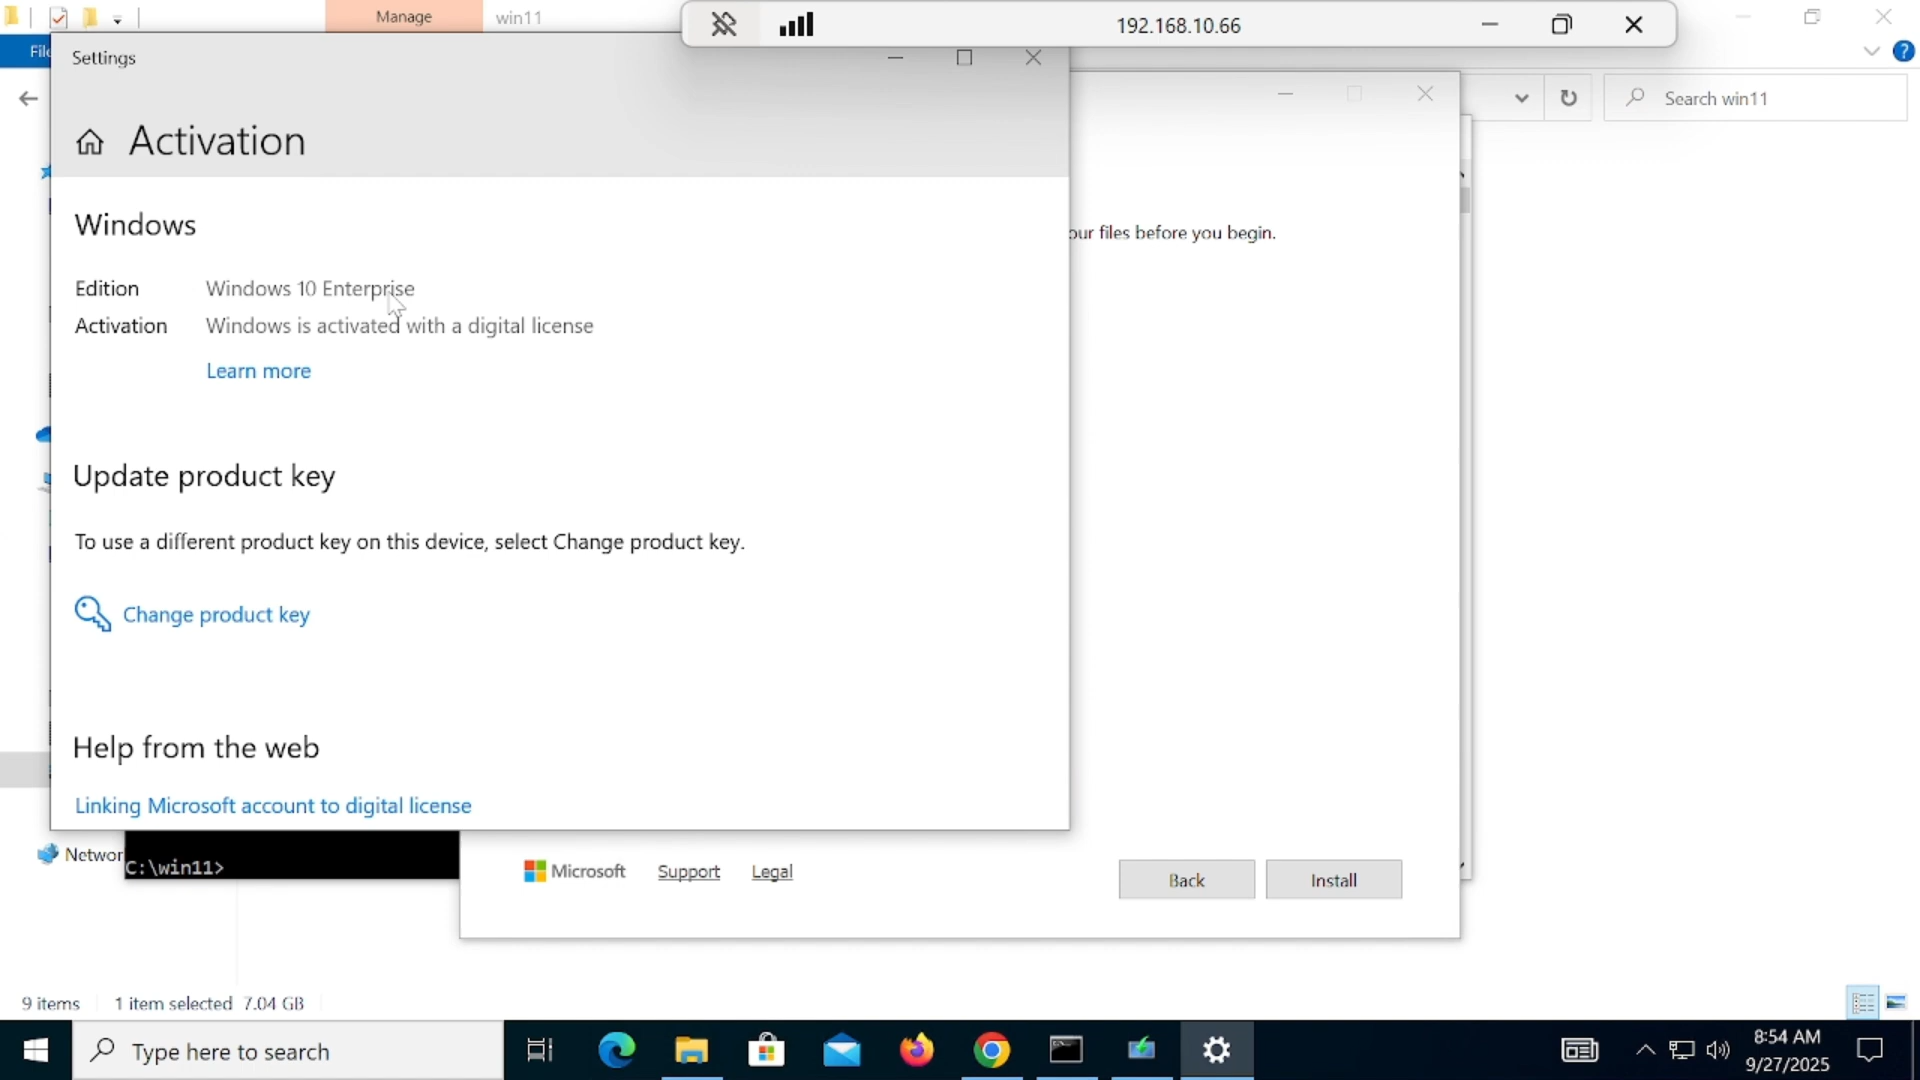 Manage
win11
192.168.10.66
File
Settings
Search win11
Activation
Windows
our files before you begin.
Edition Windows 10 Enterprise
Activation Windows is activated with a digital license
Learn more
Update product key
To use a different product key on this device, select Change product key.
Change product key
Help from the web
Linking Microsoft account to digital license
Networ
C:\win11>
Microsoft Support Legal
Back Install
9 items 1 item selected 7.04 GB
Type here to search
8:54 AM
9/27/2025